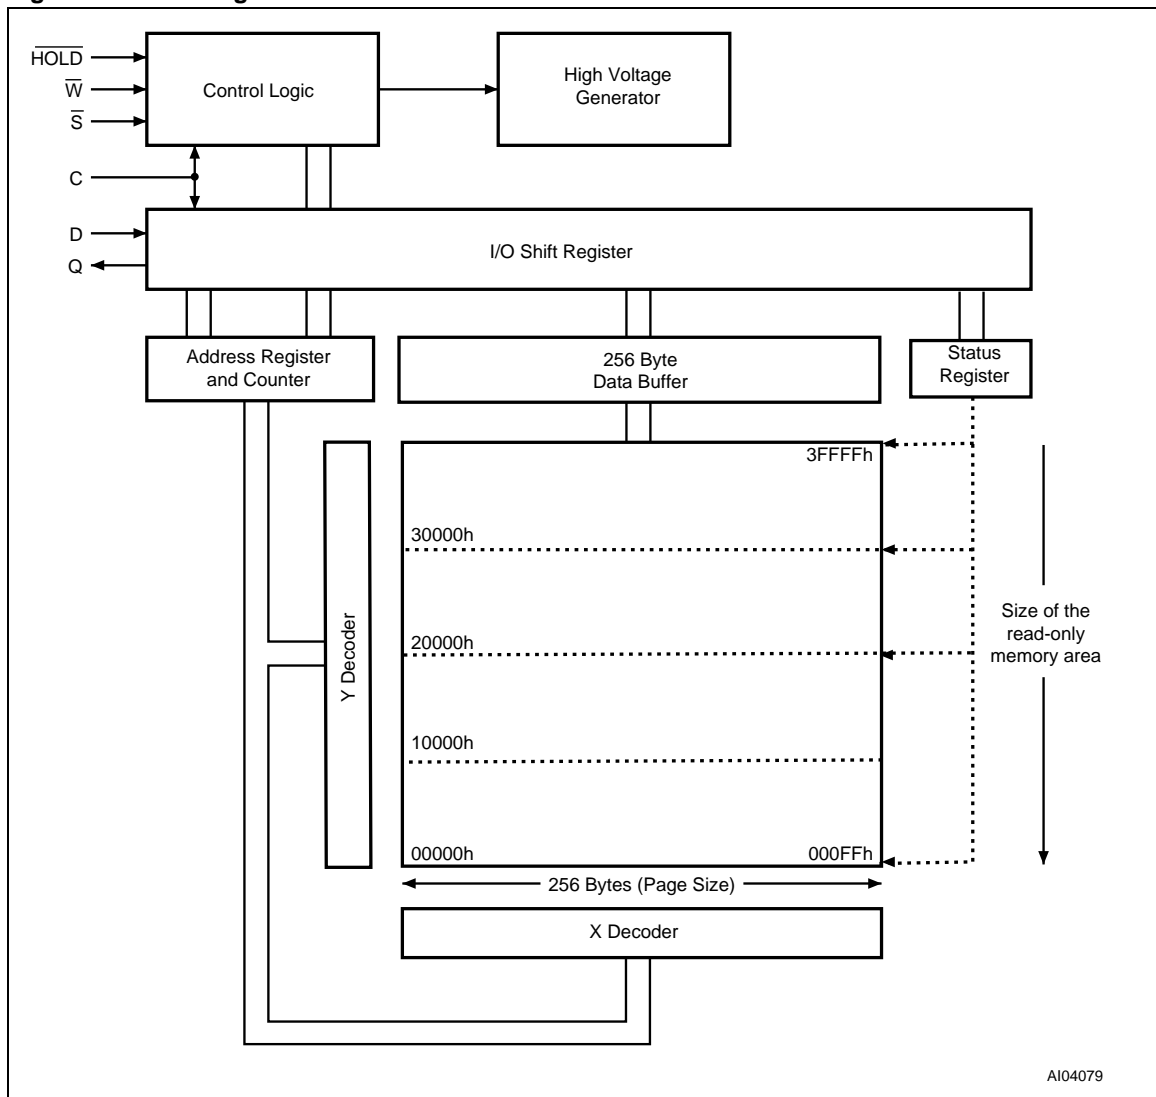 HOLD
W
S
C
D
Q
Control Logic
High Voltage
Generator
I/O Shift Register
Address Register
and Counter
256 Byte
Data Buffer
Status
Register
Y Decoder
3FFFFh
30000h
20000h
10000h
00000h
000FFh
Size of the
read-only
memory area
256 Bytes (Page Size)
X Decoder
AI04079